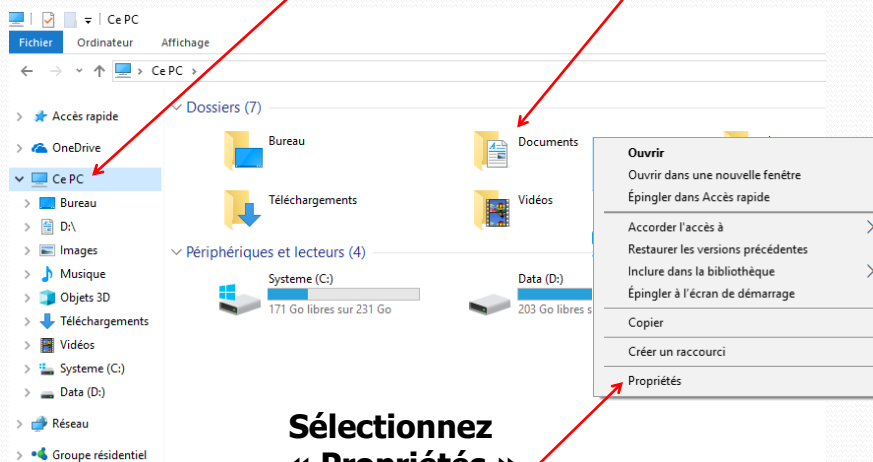 Ce PC
Fichier Ordinateur Affichage
Ce PC
Accès rapide
OneDrive
Ce PC
Bureau
D:\
Images
Musique
Objets 3D
Téléchargements
Vidéos
Systeme (C:)
Data (D:)
Réseau
Groupe résidentiel
Dossiers (7)
Bureau
Documents
Téléchargements
Vidéos
Périphériques et lecteurs (4)
Systeme (C:)
171 Go libres sur 231 Go
Data (D:)
203 Go libres s
Ouvrir
Ouvrir dans une nouvelle fenêtre
Épingler dans Accès rapide
Accorder l'accès à
Restaurer les versions précédentes
Inclure dans la bibliothèque
Épingler à l'écran de démarrage
Copier
Créer un raccourci
Propriétés
Sélectionnez
« Propriétés »